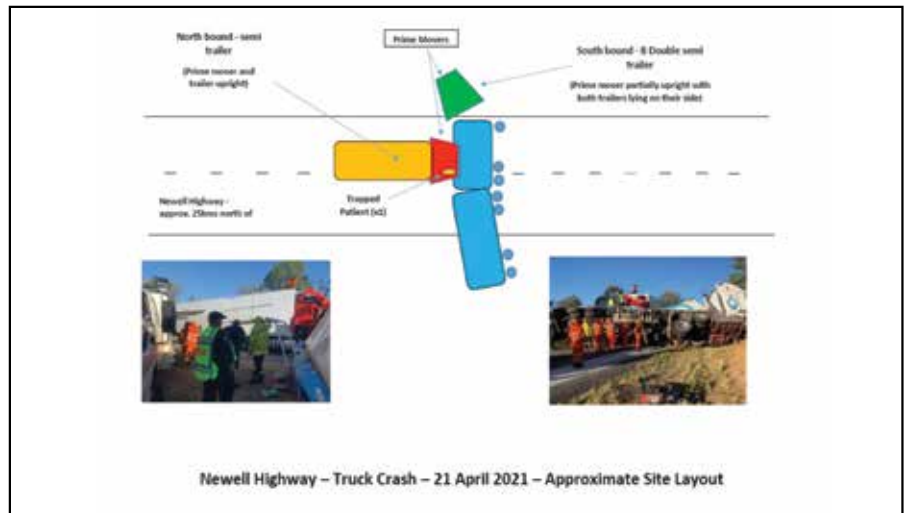 North bound - semi
trailer
(Prime mover and
trailer upright)
Prime Movers
South bound - B Double semi
trailer
(Prime mover partially upright with
both trailers lying on their side)
Trapped
Patient (x1)
Newell Highway -
approx. 25kms north of
Newell Highway – Truck Crash – 21 April 2021 – Approximate Site Layout